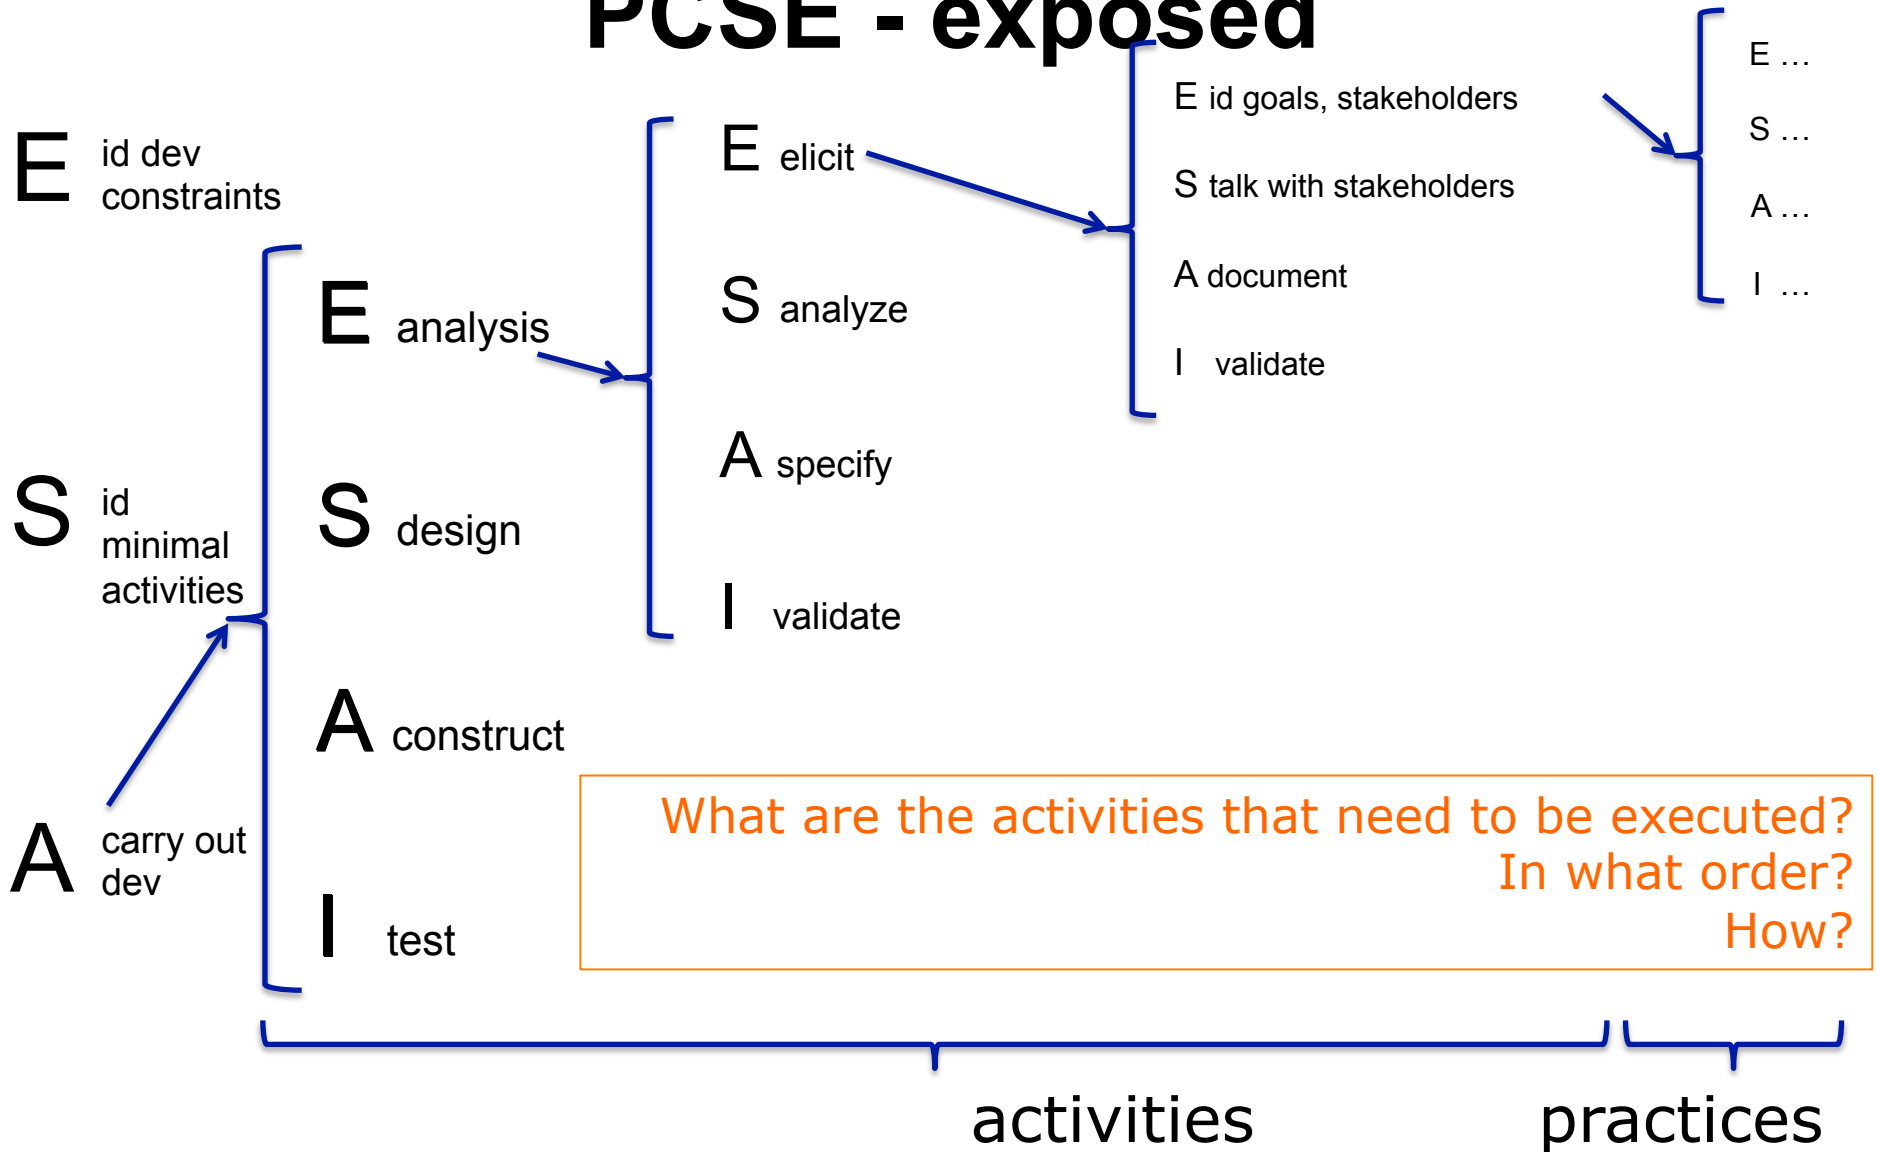 PCSE - exposed
E id dev
constraints
S id
minimal
activities
A carry out
dev
E analysis
S design
A construct
I test
E elicit
S analyze
A specify
I validate
E id goals, stakeholders
S talk with stakeholders
A document
I validate
E ...
S ...
A ...
I ...
What are the activities that need to be executed?
In what order?
How?
activities
practices